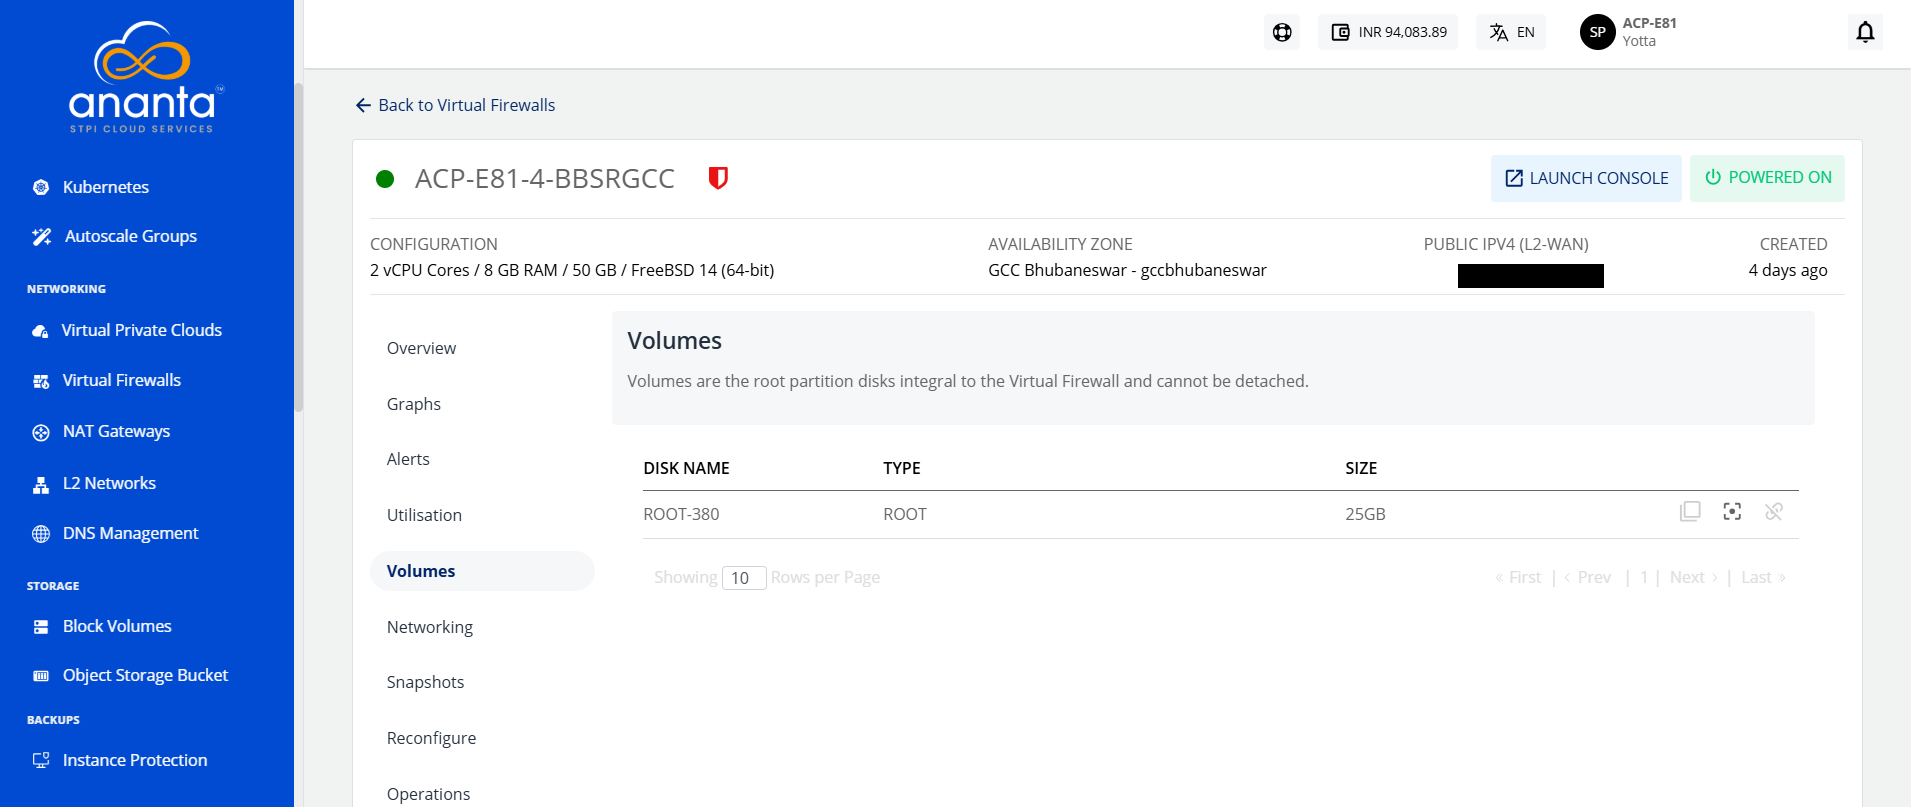 ananta TM
STPI CLOUD SERVICES
Kubernetes
Autoscale Groups
NETWORKING
Virtual Private Clouds
Virtual Firewalls
NAT Gateways
L2 Networks
DNS Management
STORAGE
Block Volumes
Object Storage Bucket
BACKUPS
Instance Protection
INR 94,083.89
EN
SP
ACP-E81
Yotta
Back to Virtual Firewalls
ACP-E81-4-BBSRGCC
LAUNCH CONSOLE
POWERED ON
CONFIGURATION
2 vCPU Cores / 8 GB RAM / 50 GB / FreeBSD 14 (64-bit)
AVAILABILITY ZONE
GCC Bhubaneswar - gccbhubaneswar
PUBLIC IPV4 (L2-WAN)
CREATED
4 days ago
Overview
Graphs
Alerts
Utilisation
Volumes
Networking
Snapshots
Reconfigure
Operations
Volumes
Volumes are the root partition disks integral to the Virtual Firewall and cannot be detached.
DISK NAME TYPE SIZE
ROOT-380 ROOT 25GB
Showing 10 Rows per Page
« First | ‹ Prev | 1 | Next › | Last »